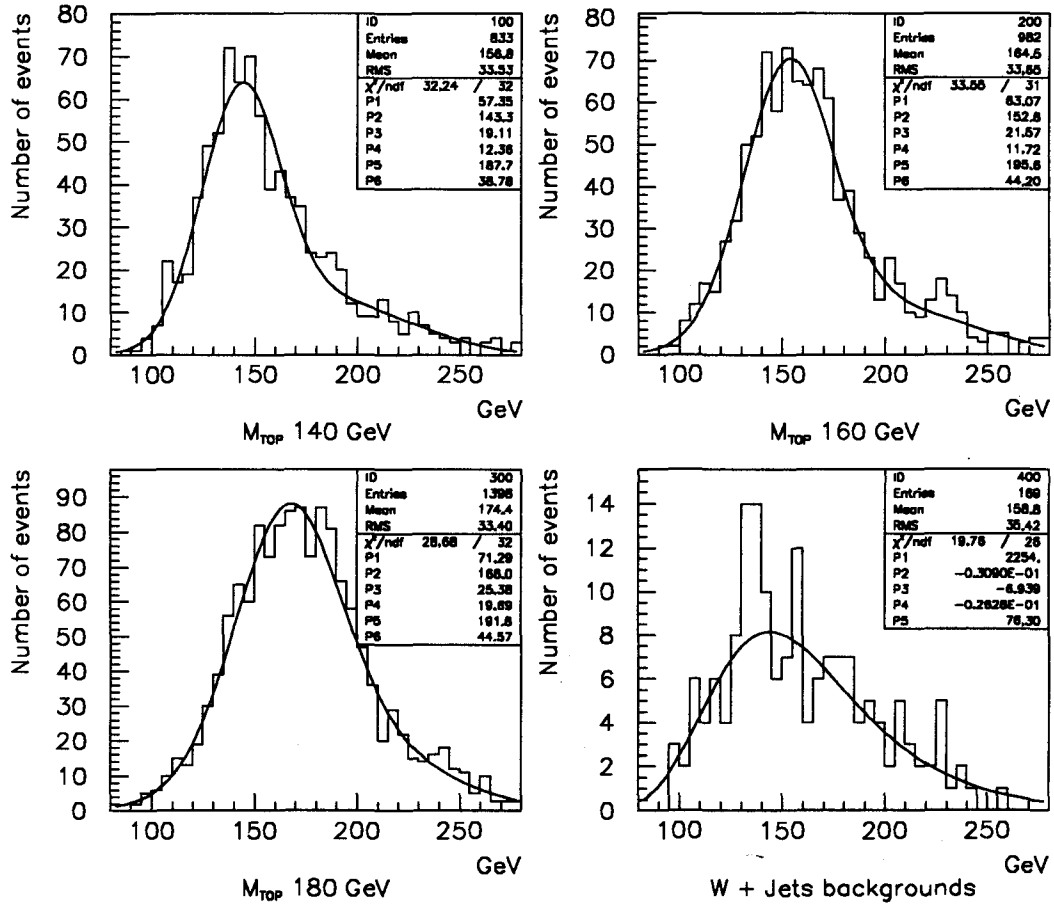 Number of events
80
70
60
50
40
30
20
10
0
ID 100
Entries 833
Mean 156.8
RMS 33.53
χ²/ndf 32.24 / 32
P1 57.35
P2 143.3
P3 19.11
P4 12.36
P5 187.7
P6 38.78
100 150 200 250
GeV
M_TOP 140 GeV
Number of events
80
70
60
50
40
30
20
10
0
ID 200
Entries
Mean 164.5
RMS 33.65
χ²/ndf / 31
P1 63.07
P2 152.8
P3 21.57
P4 11.72
P5 195.6
P6 44.20
100 150 200 250
GeV
M_TOP 160 GeV
Number of events
90
80
70
60
50
40
30
20
10
0
ID 300
Entries 1396
Mean 174.4
RMS 33.40
χ²/ndf 28.68 / 32
P1 71.29
P2 168.0
P3 25.38
P4 19.69
P5 191.8
P6 44.57
100 150 200 250
GeV
M_TOP 180 GeV
Number of events
14
12
10
8
6
4
2
0
ID 400
Entries 169
Mean 158.8
RMS 35.42
χ²/ndf 19.76 / 26
P1 2254.
P2 -0.3090E-01
P3 -6.939
P4 -0.2628E-01
P5 76.30
100 150 200 250
GeV
W + Jets backgrounds